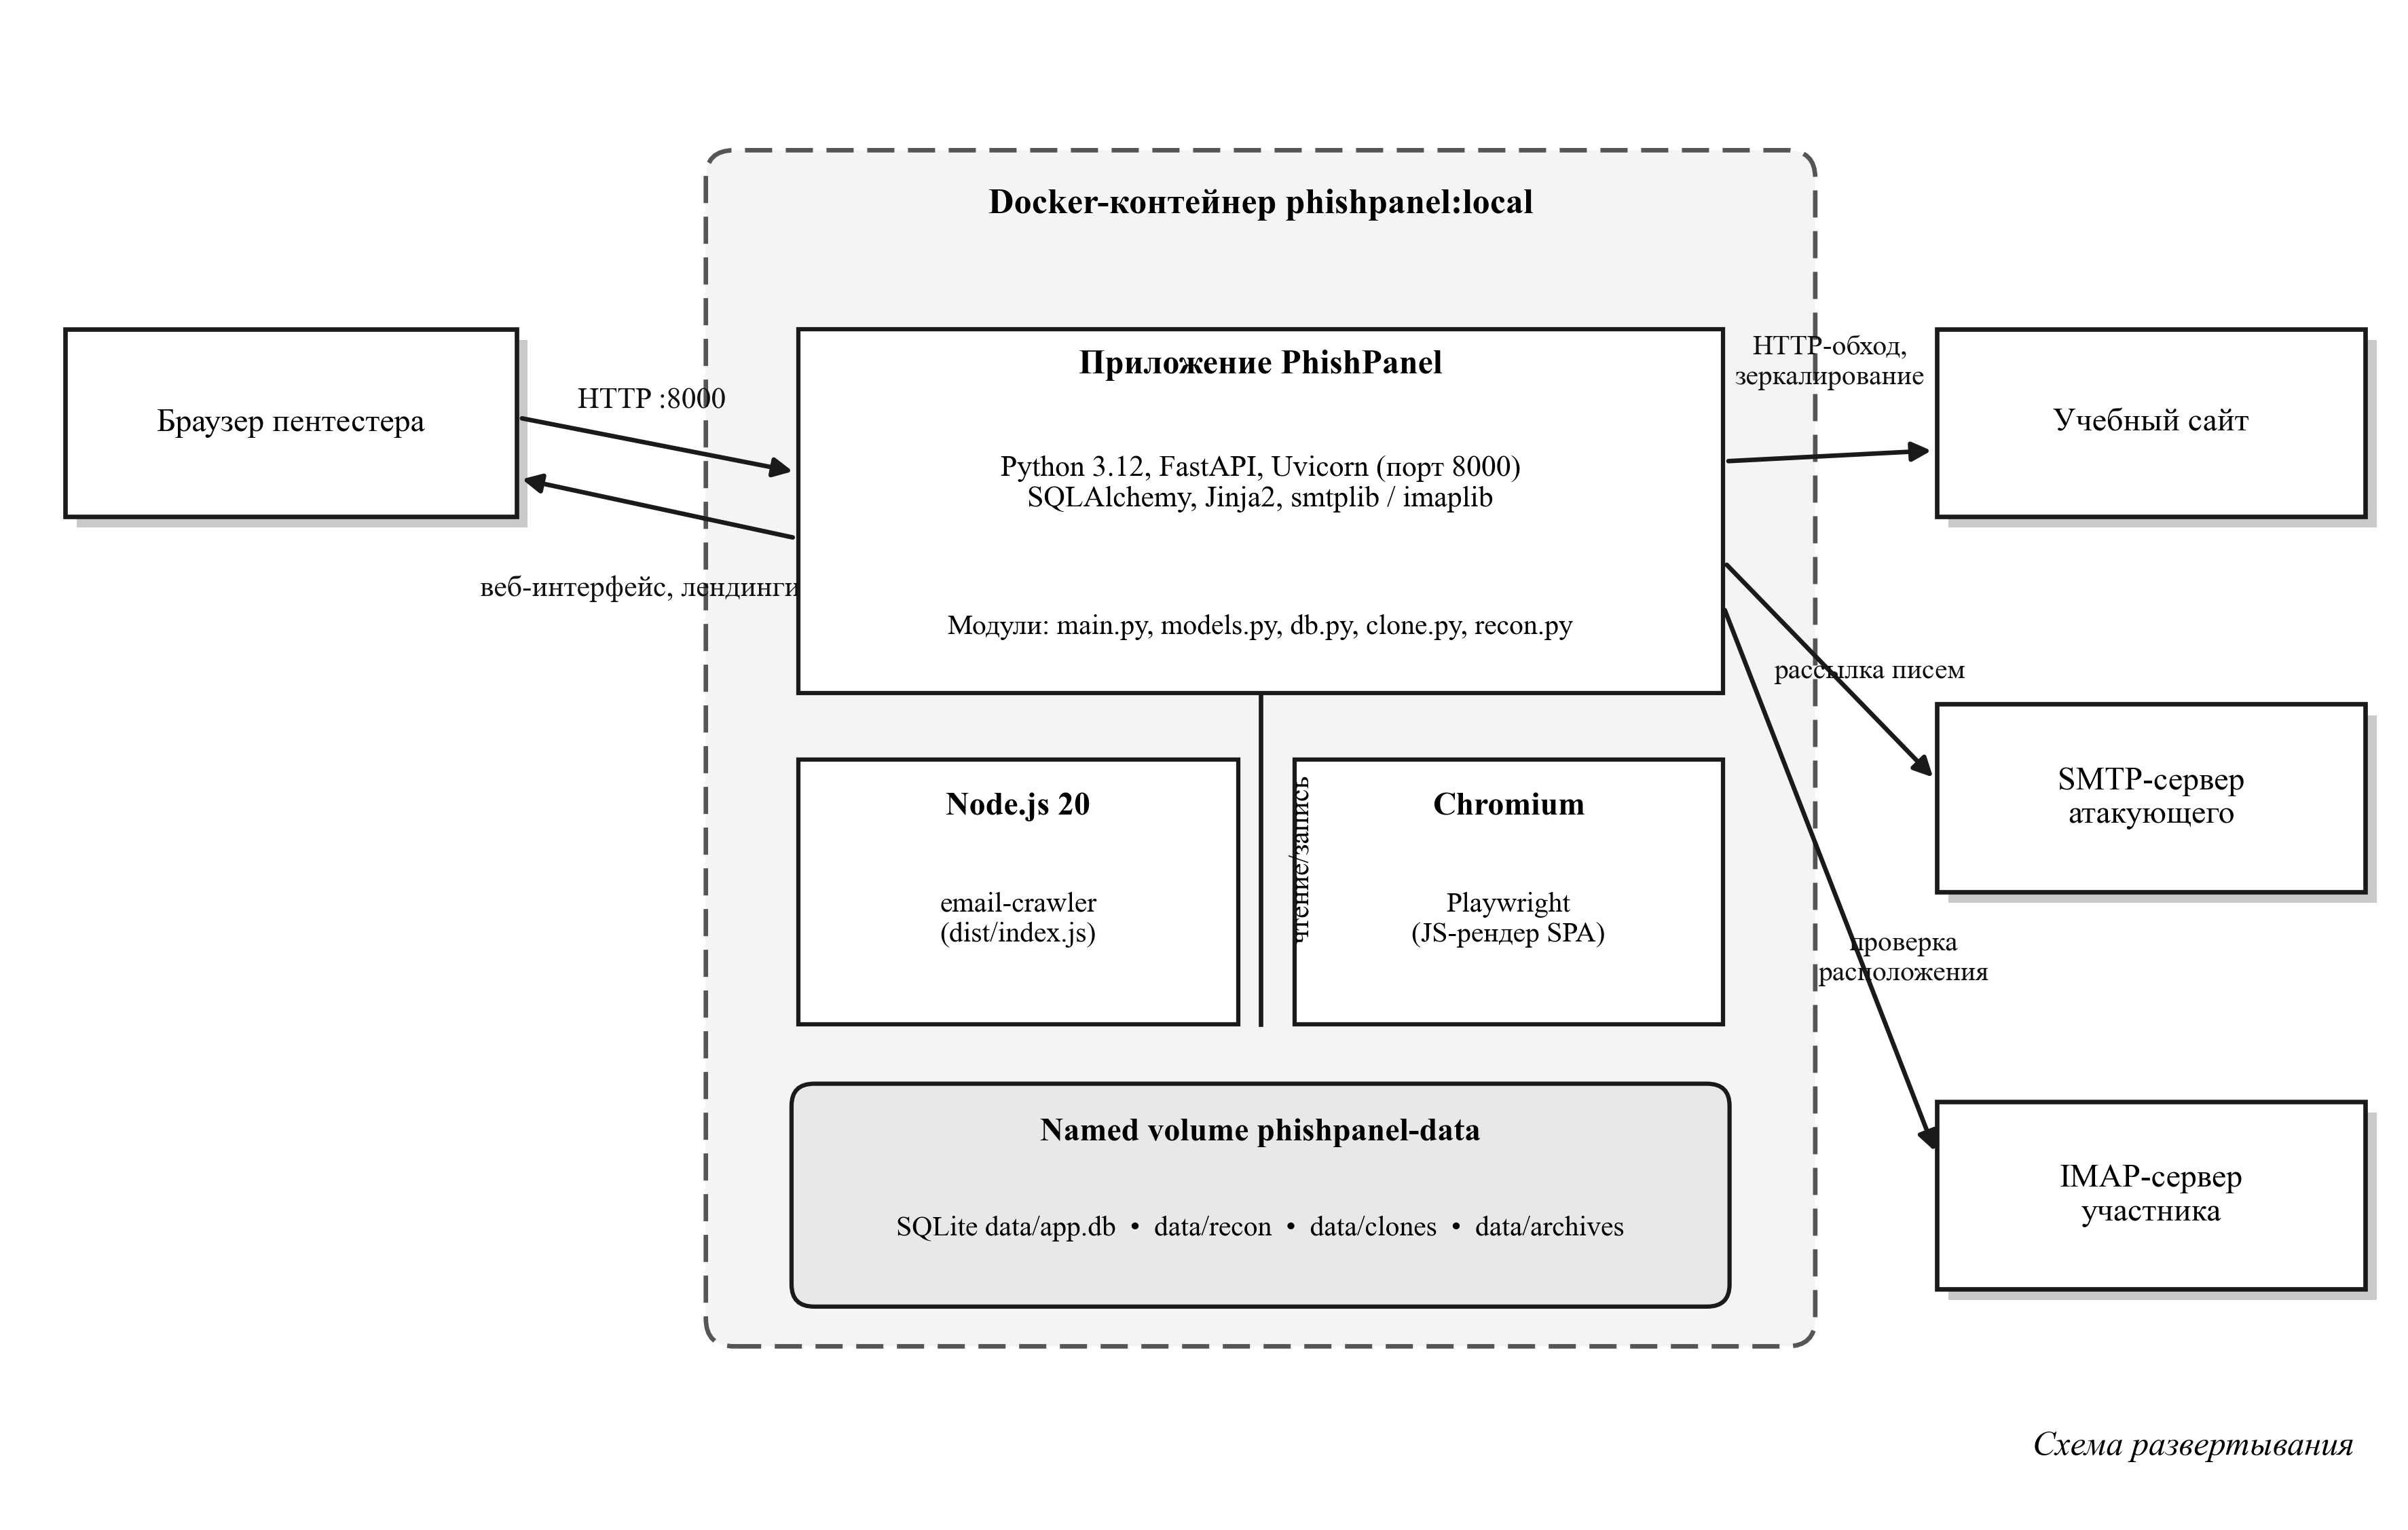 Docker-контейнер phishpanel:local
Браузер пентестера
HTTP :8000
веб-интерфейс, лендинги
Приложение PhishPanel
Python 3.12, FastAPI, Uvicorn (порт 8000)
SQLAlchemy, Jinja2, smtplib / imaplib
Модули: main.py, models.py, db.py, clone.py, recon.py
HTTP-обход,
зеркалирование
Учебный сайт
рассылка писем
SMTP-сервер
атакующего
Node.js 20
email-crawler
(dist/index.js)
чтение/запись
Chromium
Playwright
(JS-рендер SPA)
проверка
расположения
IMAP-сервер
участника
Named volume phishpanel-data
SQLite data/app.db • data/recon • data/clones • data/archives
Схема развертывания